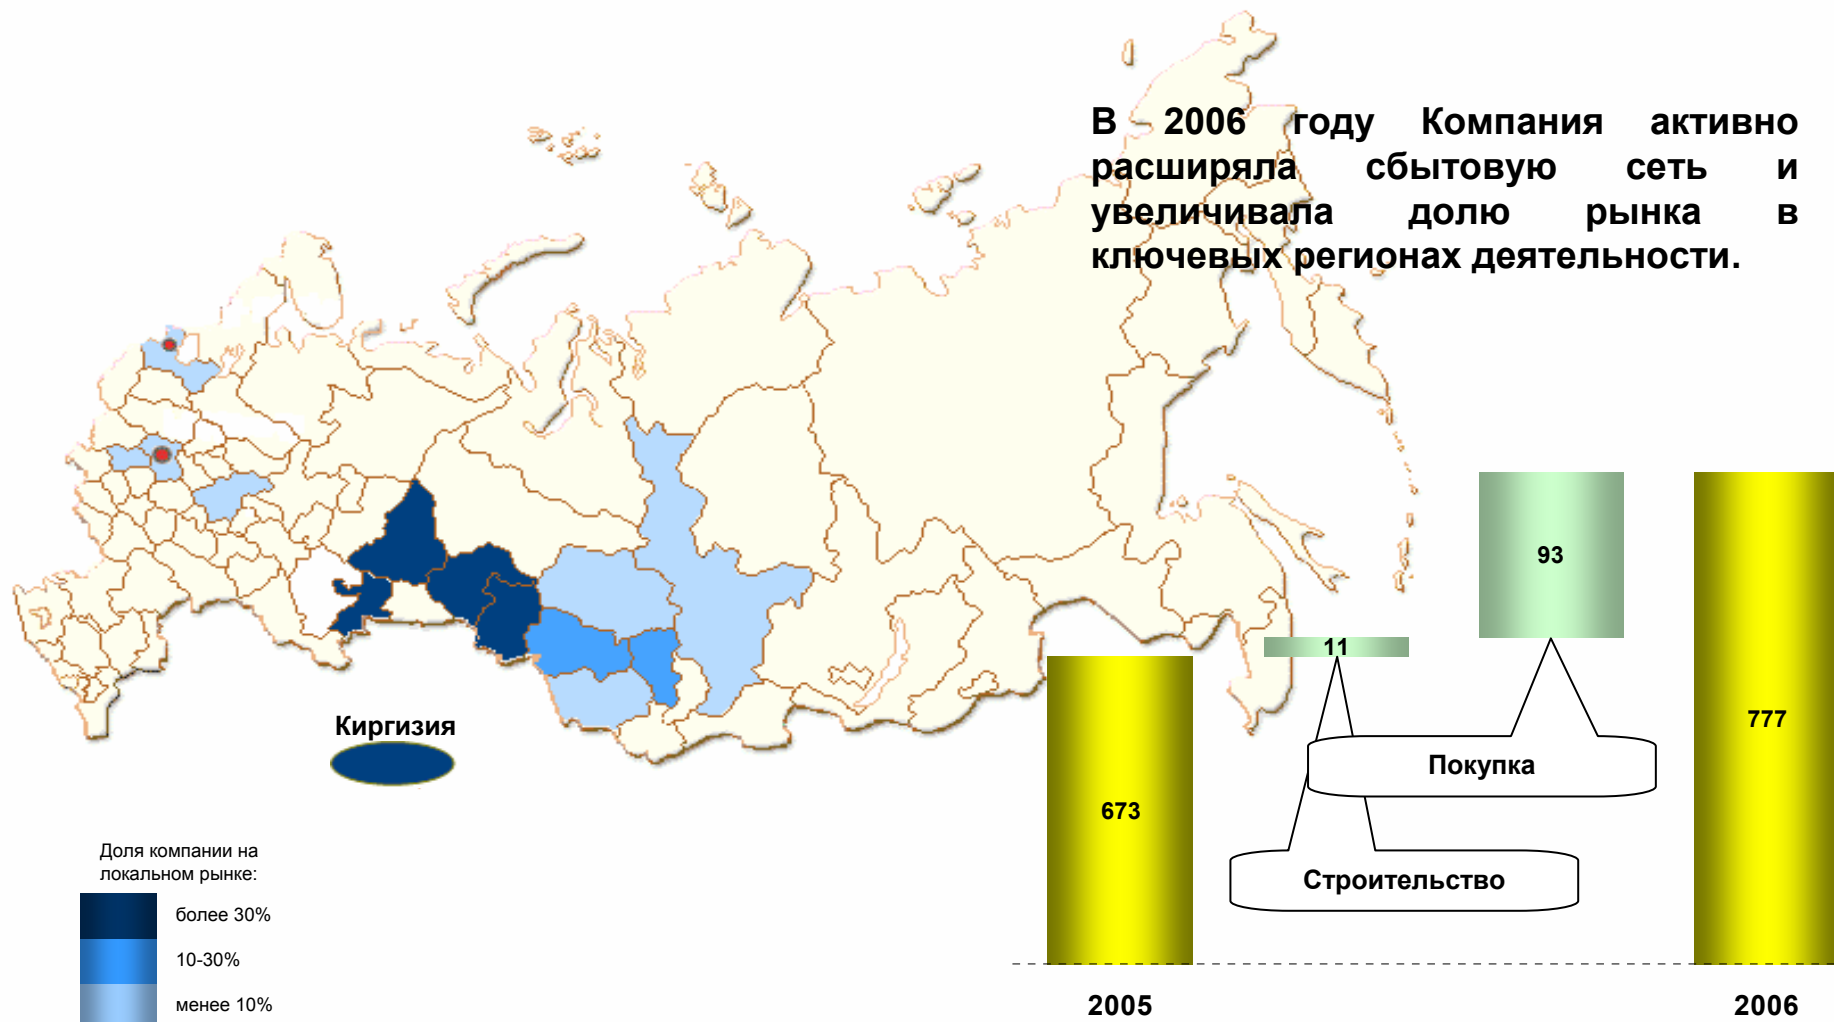 В 2006 году Компания активно
расширяла сбытовую сеть и
увеличивала долю рынка в
ключевых регионах деятельности.
93
11
777
Киргизия
Покупка
673
Строительство
Доля компании на
локальном рынке:
более 30%
10-30%
менее 10%
2005
2006